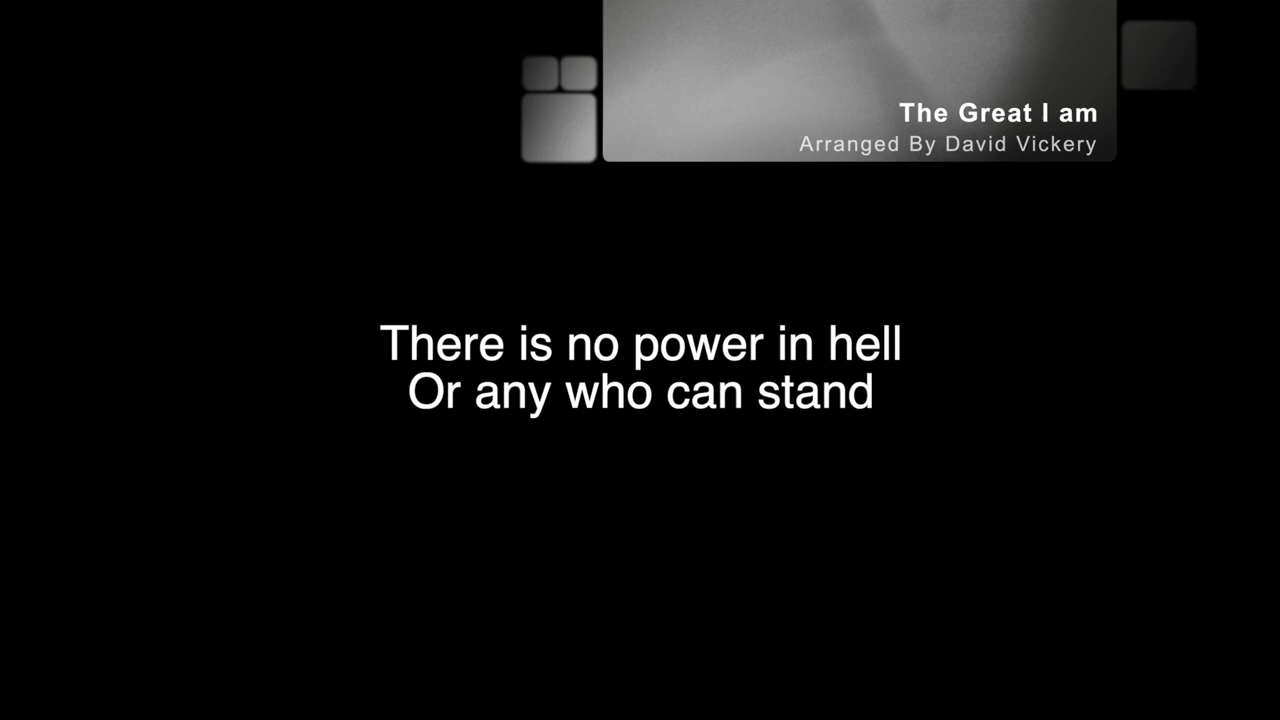 The Great I am
Arranged By David Vickery
There is no power in hell
Or any who can stand